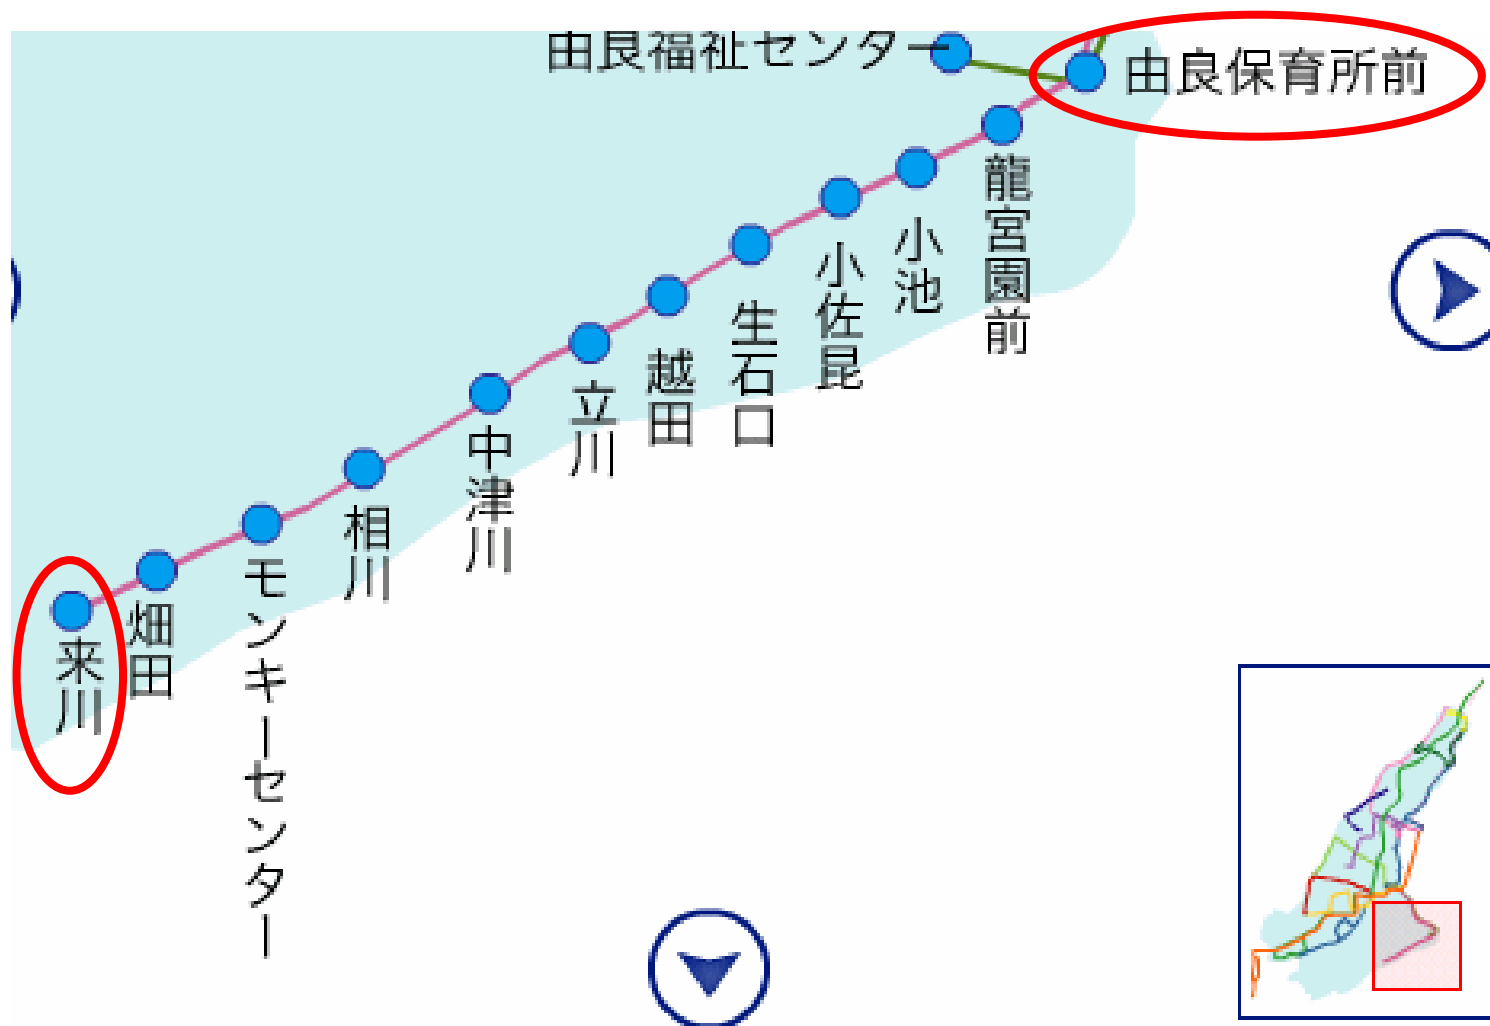 由良福祉センター
由良保育所前
龍宮園前
小池
小佐昆
生石口
越田
立川
中津川
相川
モンキーセンター
畑田
来川